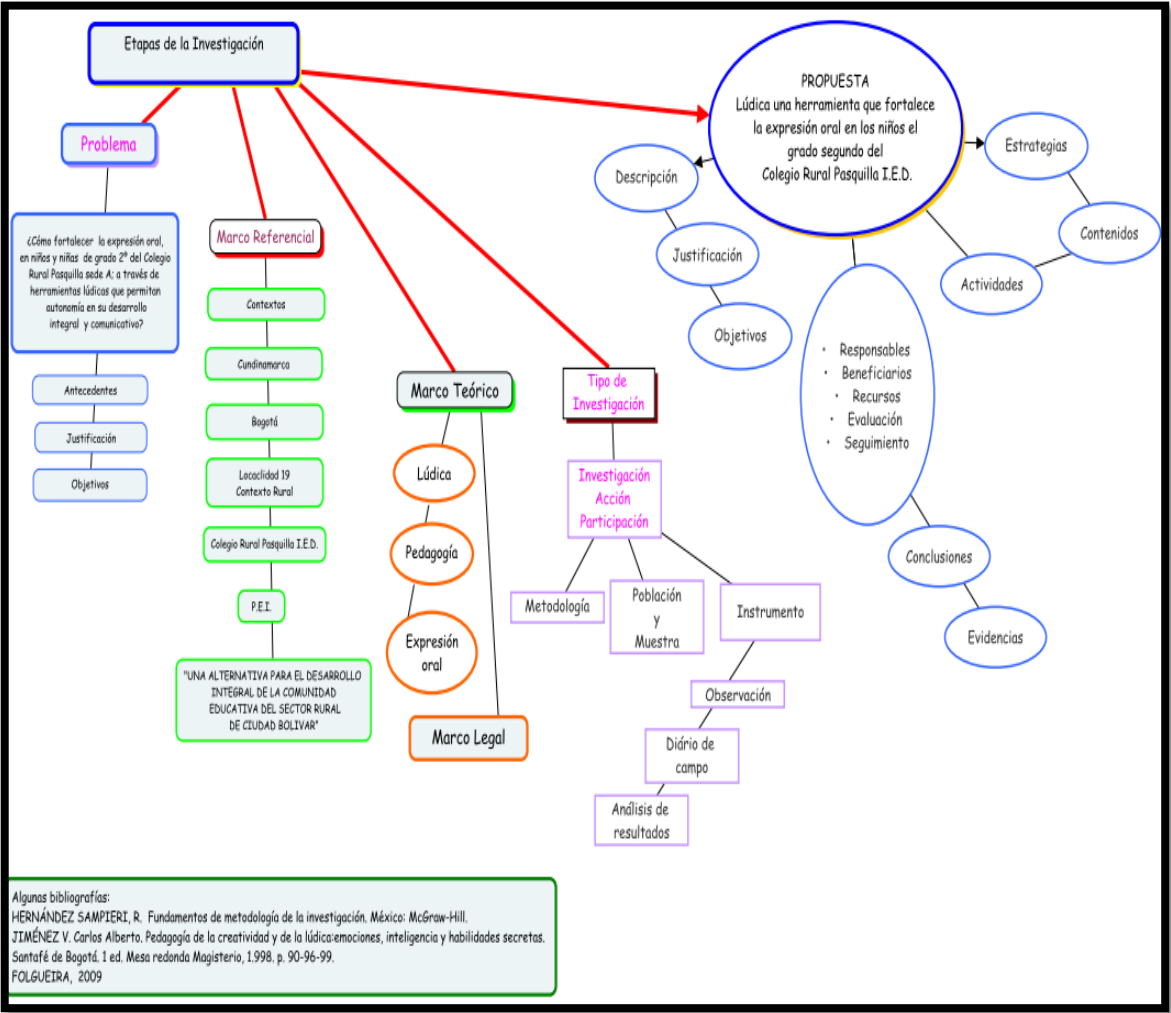 Etapas de la Investigación
Problema
¿Cómo fortalecer la expresión oral,
en niños y niñas de grado 2º del Colegio
Rural Pasquilla sede A; a través de
herramientas lúdicas que permitan
autonomía en su desarrollo
integral y comunicativo?
Antecedentes
Justificación
Objetivos
Marco Referencial
Contextos
Cundinamarca
Bogotá
Locaclidad 19
Contexto Rural
Colegio Rural Pasquilla I.E.D.
P.E.I.
"UNA ALTERNATIVA PARA EL DESARROLLO
INTEGRAL DE LA COMUNIDAD
EDUCATIVA DEL SECTOR RURAL
DE CIUDAD BOLIVAR"
Marco Teórico
Lúdica
Pedagogía
Expresión
oral
Marco Legal
Tipo de
Investigación
Investigación
Acción
Participación
Metodología
Población
y
Muestra
Instrumento
Observación
Diário de
campo
Análisis de
resultados
PROPUESTA
Lúdica una herramienta que fortalece
la expresión oral en los niños el
grado segundo del
Colegio Rural Pasquilla I.E.D.
Descripción
Justificación
Objetivos
Estrategias
Contenidos
Actividades
• Responsables
• Beneficiarios
• Recursos
• Evaluación
• Seguimiento
Conclusiones
Evidencias
Algunas bibliografías:
HERNÁNDEZ SAMPIERI, R. Fundamentos de metodología de la investigación. México: McGraw-Hill.
JIMÉNEZ V. Carlos Alberto. Pedagogía de la creatividad y de la lúdica:emociones, inteligencia y habilidades secretas.
Santafé de Bogotá. 1 ed. Mesa redonda Magisterio, 1.998. p. 90-96-99.
FOLGUEIRA, 2009